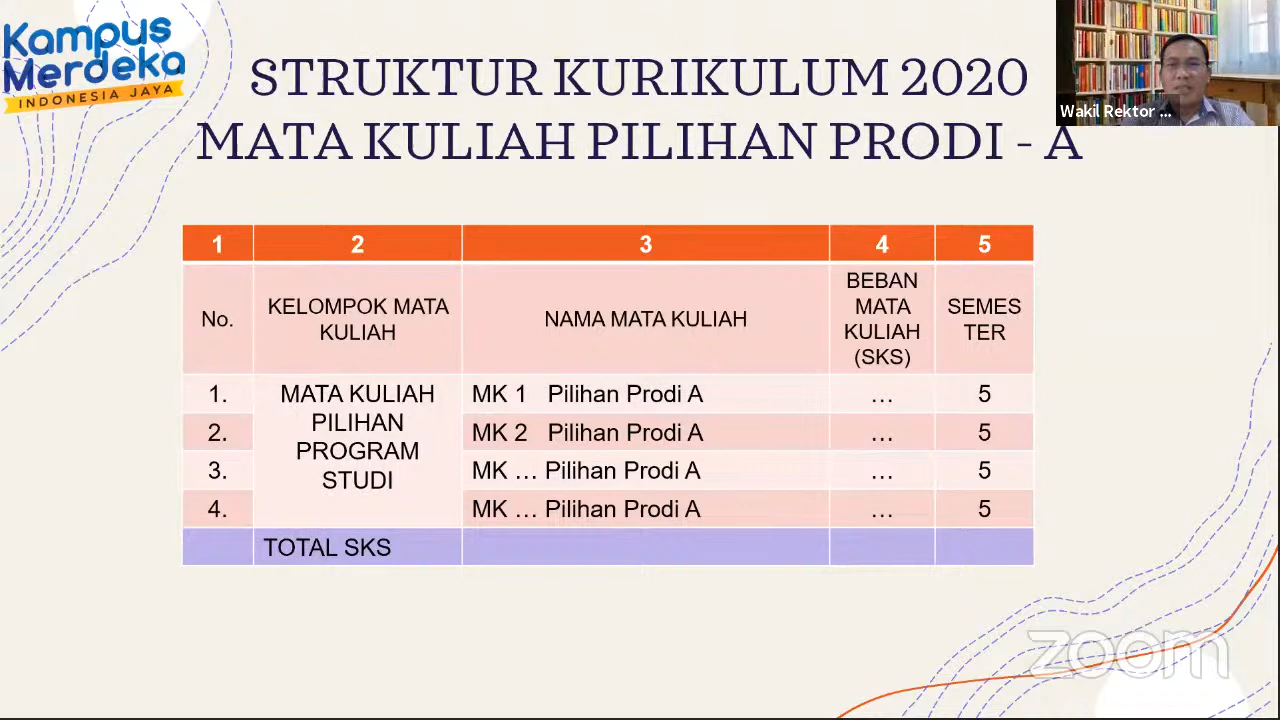 Kampus
Merdeka
INDONESIA JAYA
STRUKTUR KURIKULUM 2020
MATA KULIAH PILIHAN PRODI - A
Wakil Rektor ...
1 2 3 4 5
No. KELOMPOK MATA KULIAH NAMA MATA KULIAH BEBAN MATA KULIAH (SKS) SEMES TER
1. MATA KULIAH PILIHAN PROGRAM STUDI MK 1 Pilihan Prodi A … 5
2. MK 2 Pilihan Prodi A … 5
3. MK … Pilihan Prodi A … 5
4. MK … Pilihan Prodi A … 5
TOTAL SKS
zoom